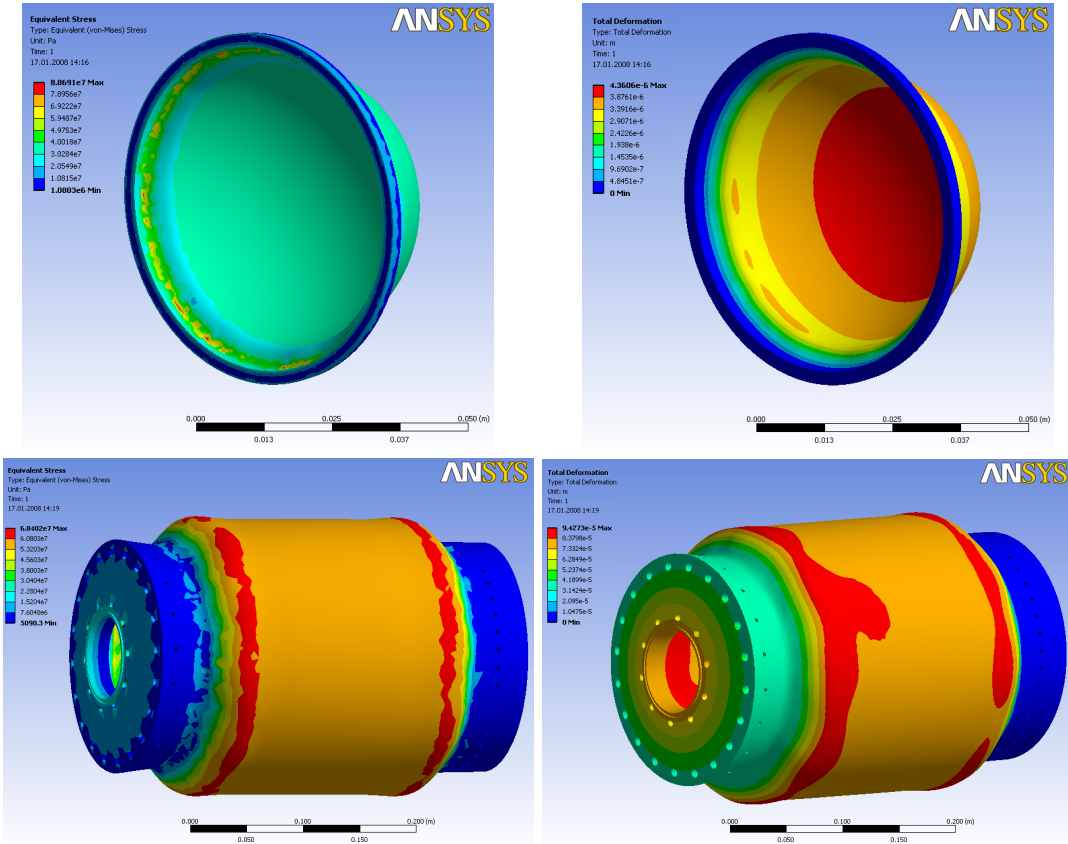 Equivalent Stress
Type: Equivalent (von-Mises) Stress
Unit: Pa
Time: 1
17.01.2008 14:16
8.8691e7 Max
7.8956e7
6.9222e7
5.9487e7
4.9753e7
4.0018e7
3.0284e7
2.0549e7
1.0815e7
1.0803e6 Min
ANSYS
0.000 0.025 0.050 (m)
0.013 0.037
Total Deformation
Type: Total Deformation
Unit: m
Time: 1
17.01.2008 14:16
4.3606e-6 Max
3.8761e-6
3.3916e-6
2.9071e-6
2.4226e-6
1.938e-6
1.4535e-6
9.6902e-7
4.8451e-7
0 Min
ANSYS
0.000 0.025 0.050 (m)
0.013 0.037
Equivalent Stress
Type: Equivalent (von-Mises) Stress
Unit: Pa
Time: 1
17.01.2008 14:19
6.8402e7 Max
6.0803e7
5.3203e7
4.5603e7
3.8003e7
3.0404e7
2.2804e7
1.5204e7
7.6048e6
5098.3 Min
ANSYS
0.000 0.100 0.200 (m)
0.050 0.150
Total Deformation
Type: Total Deformation
Unit: m
Time: 1
17.01.2008 14:19
9.4273e-5 Max
8.3798e-5
7.3324e-5
6.2849e-5
5.2374e-5
4.1899e-5
3.1424e-5
2.095e-5
1.0475e-5
0 Min
ANSYS
0.000 0.100 0.200 (m)
0.050 0.150